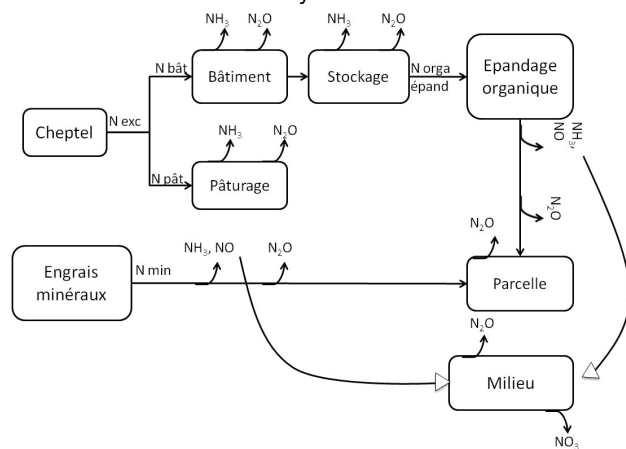 NH₃
N₂O
NH₃
N₂O
N bât
Bâtiment
Stockage
N orga
épand
Epandage
organique
Cheptel
N exc
NH₃
N₂O
N pât
Pâturage
NH₃,
NO
N₂O
Engrais
minéraux
N min
NH₃, NO
N₂O
N₂O
Parcelle
N₂O
Milieu
NO₃